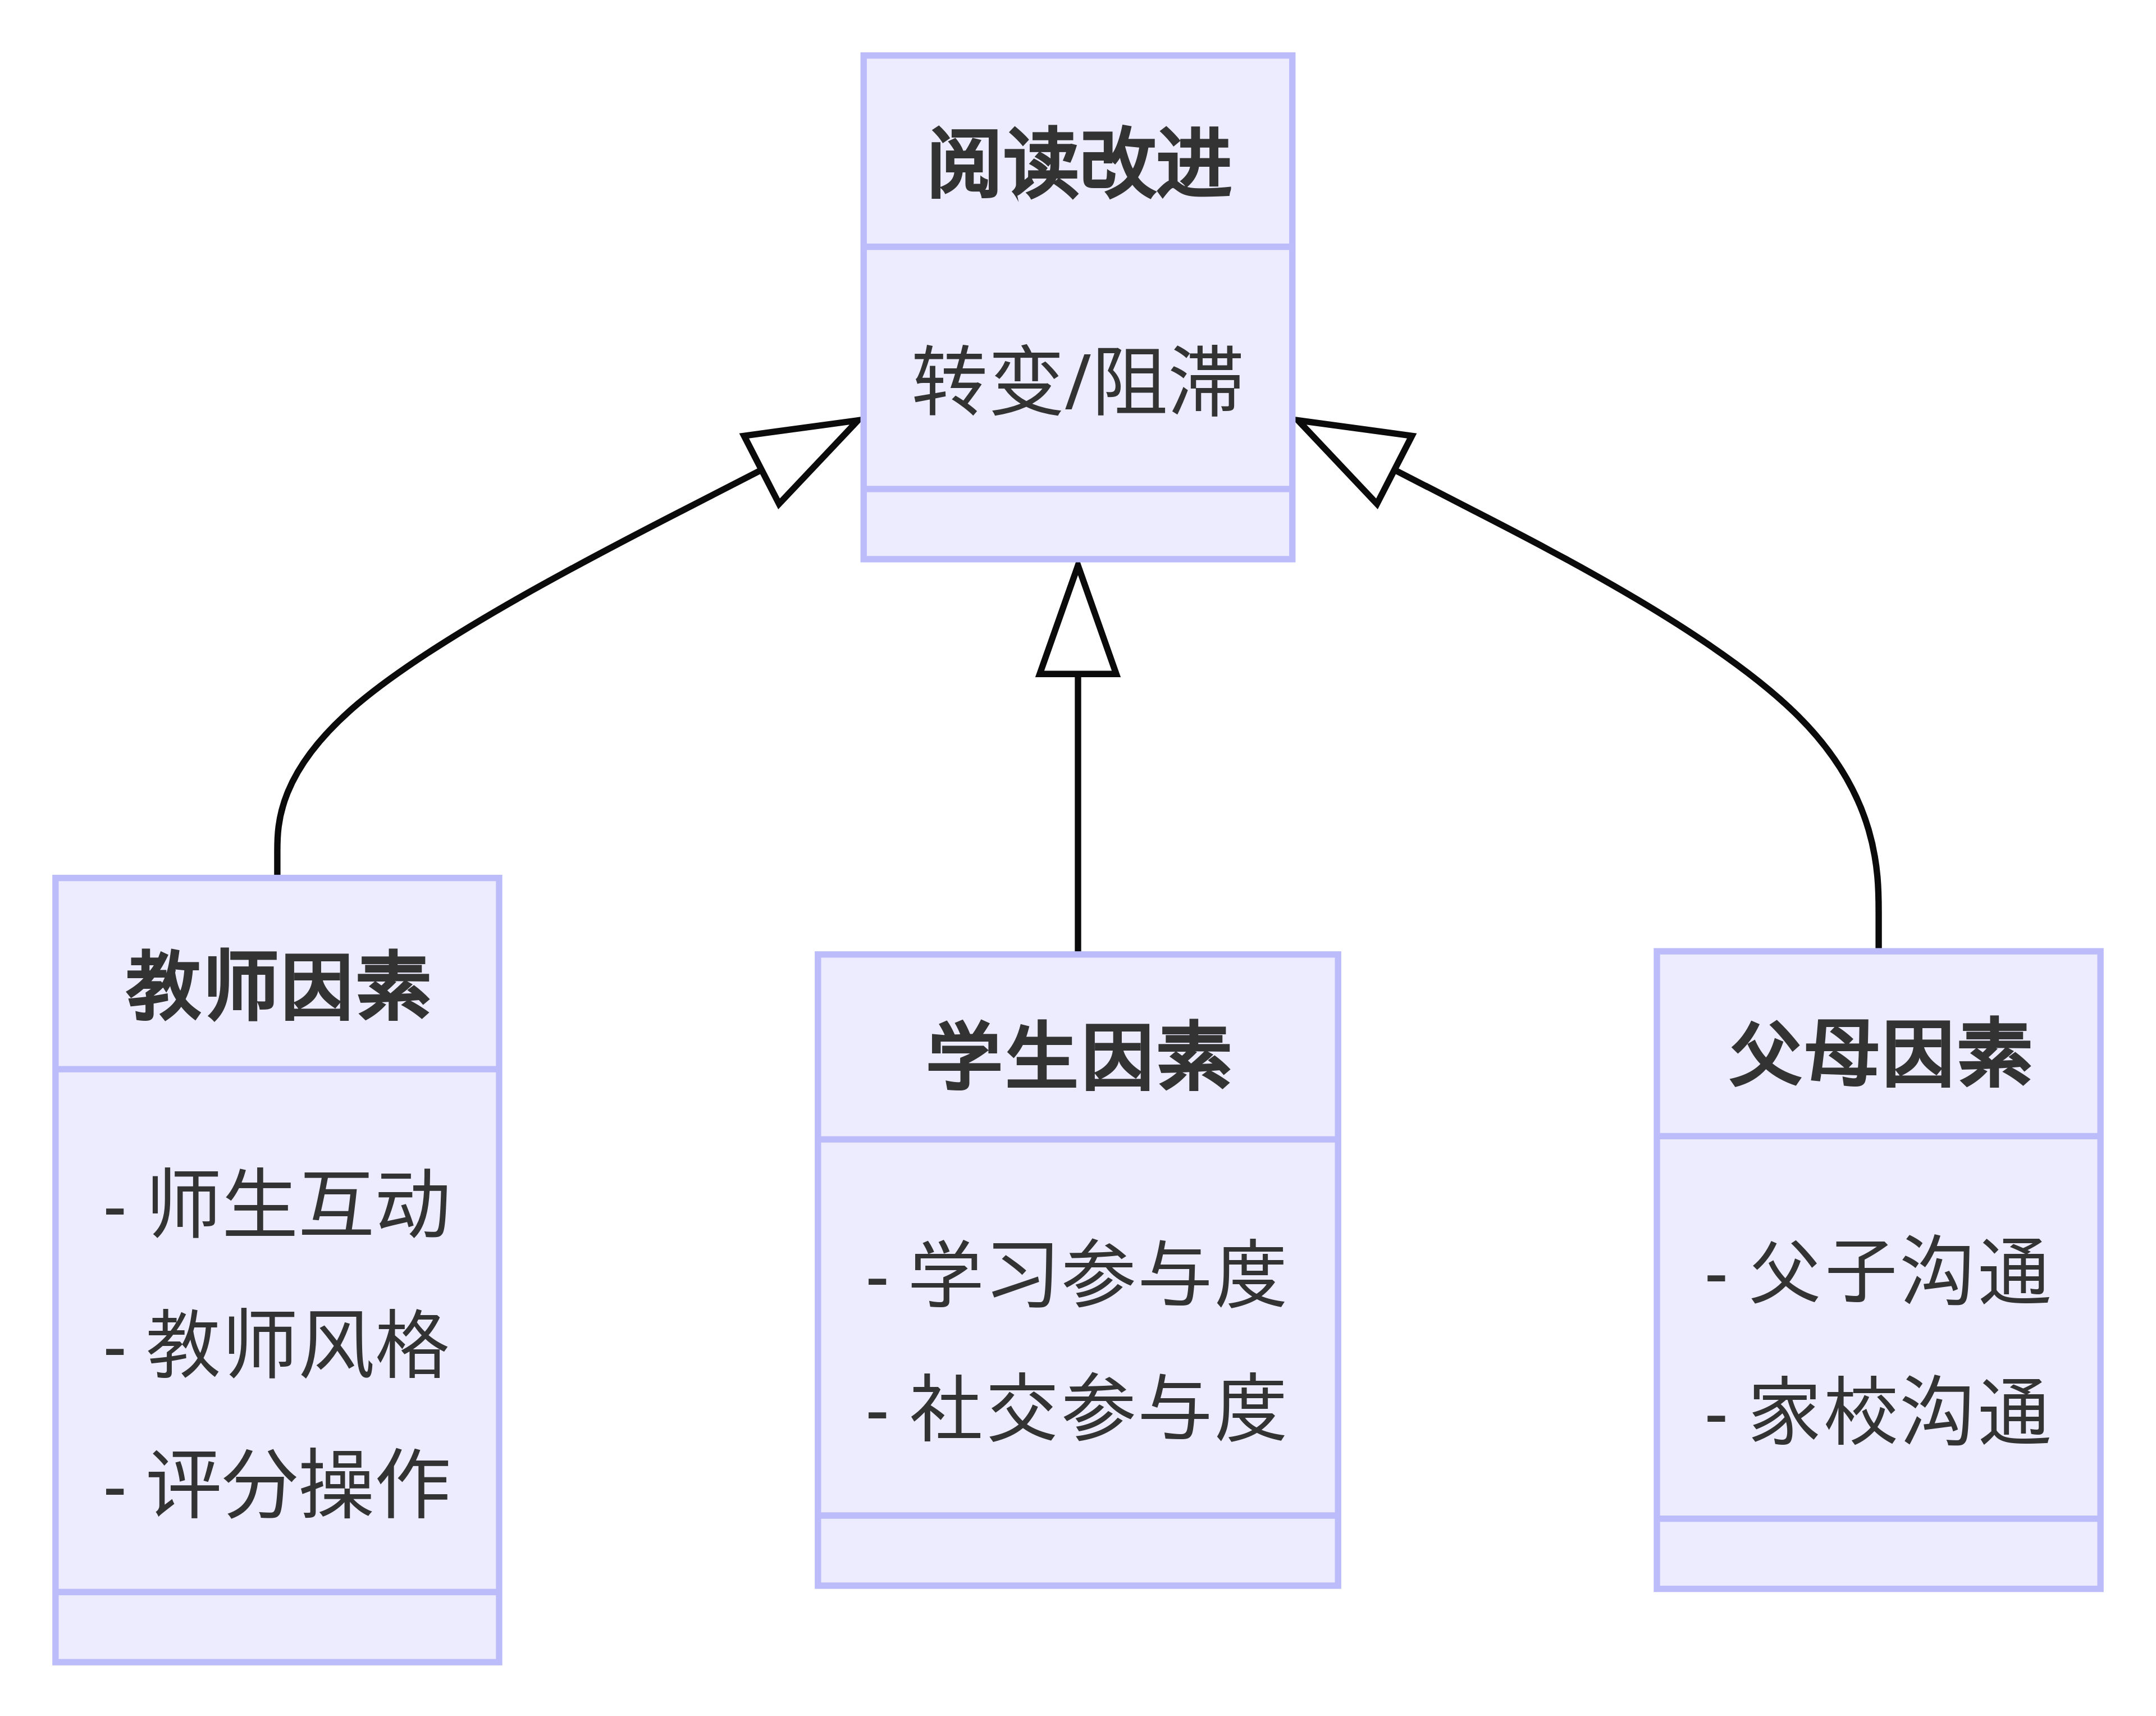 阅读改进
转变/阻滞
教师因素
- 师生互动
- 教师风格
- 评分操作
学生因素
- 学习参与度
- 社交参与度
父母因素
- 父子沟通
- 家校沟通